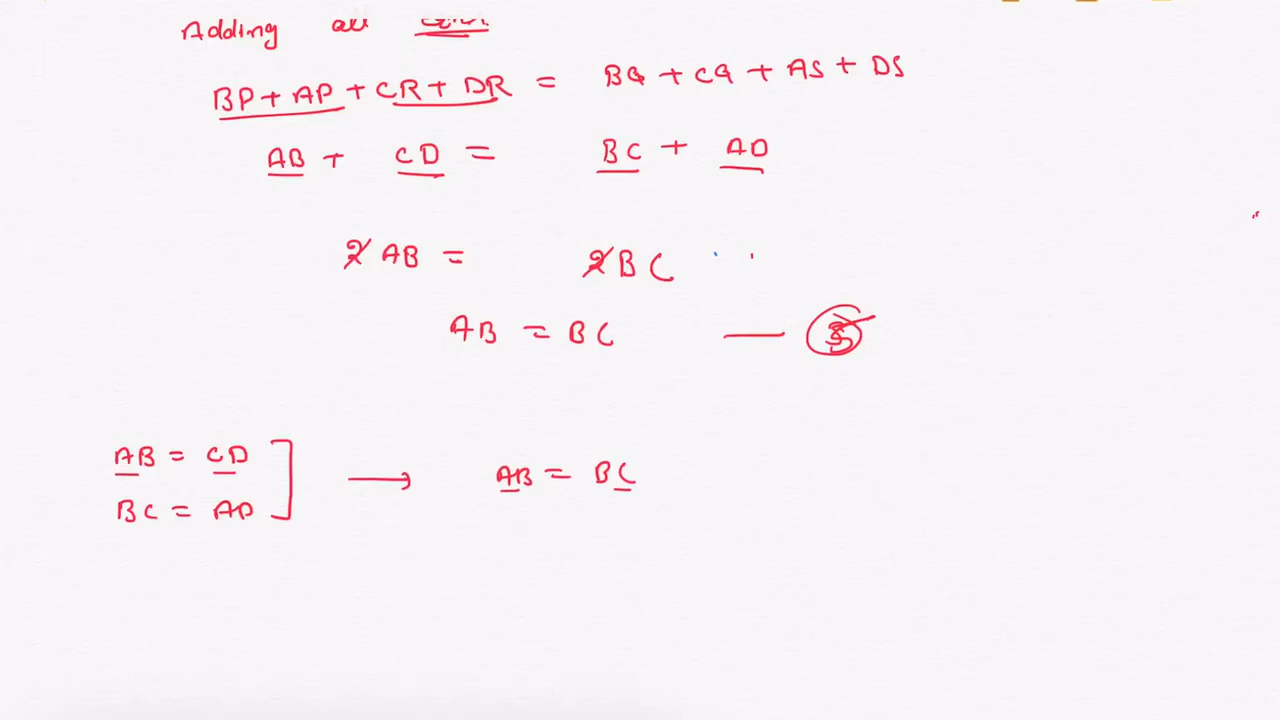 Adding all
BP + AP + CR + DR = BQ + CQ + AS + DS
AB + CD = BC + AD
2 AB = 2 BC
AB = BC —
AB = CD
BC = AD ] → AB = BC